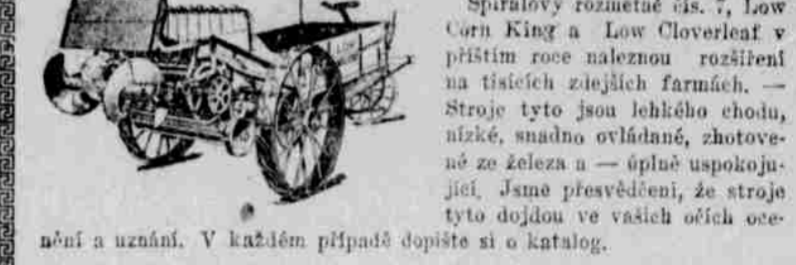 Spirálový rozmetač čís. 7, Low
Corn King a Low Cloverleaf v
příštím roce naleznou rozšíření
na tisících zdejších farmách. —
Stroje tyto jsou lehkého chodu,
nízké, snadno ovládané, zhotove-
né ze železa a — úplně uspokoju-
jící. Jsme přesvědčeni, že stroje
tyto dojdou ve vašich očích oce-
nění a uznání. V každém případě dopište si o katalog.